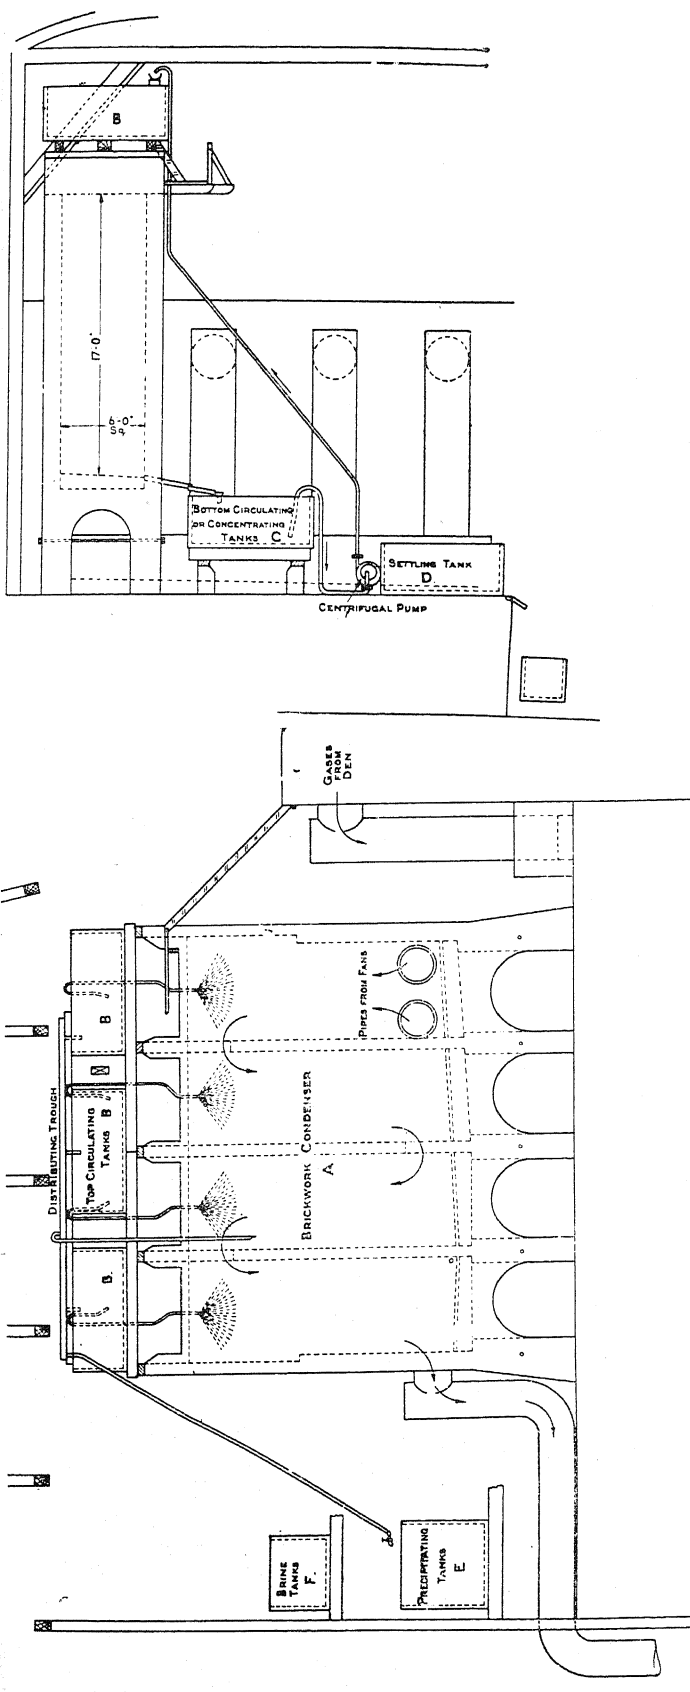 B
17-0"
6-0"
Sq.
BOTTOM CIRCULATING
OR CONCENTRATING
TANKS C
SETTLING TANK
D.
CENTRIFUGAL PUMP
GASES
FROM
DEN
PIPES FROM FANS
B
DISTRIBUTING TROUGH
TOP CIRCULATING
TANKS B
BRICKWORK CONDENSER
A
B.
BRINE
TANKS
F.
PRECIPITATING
TANKS
E